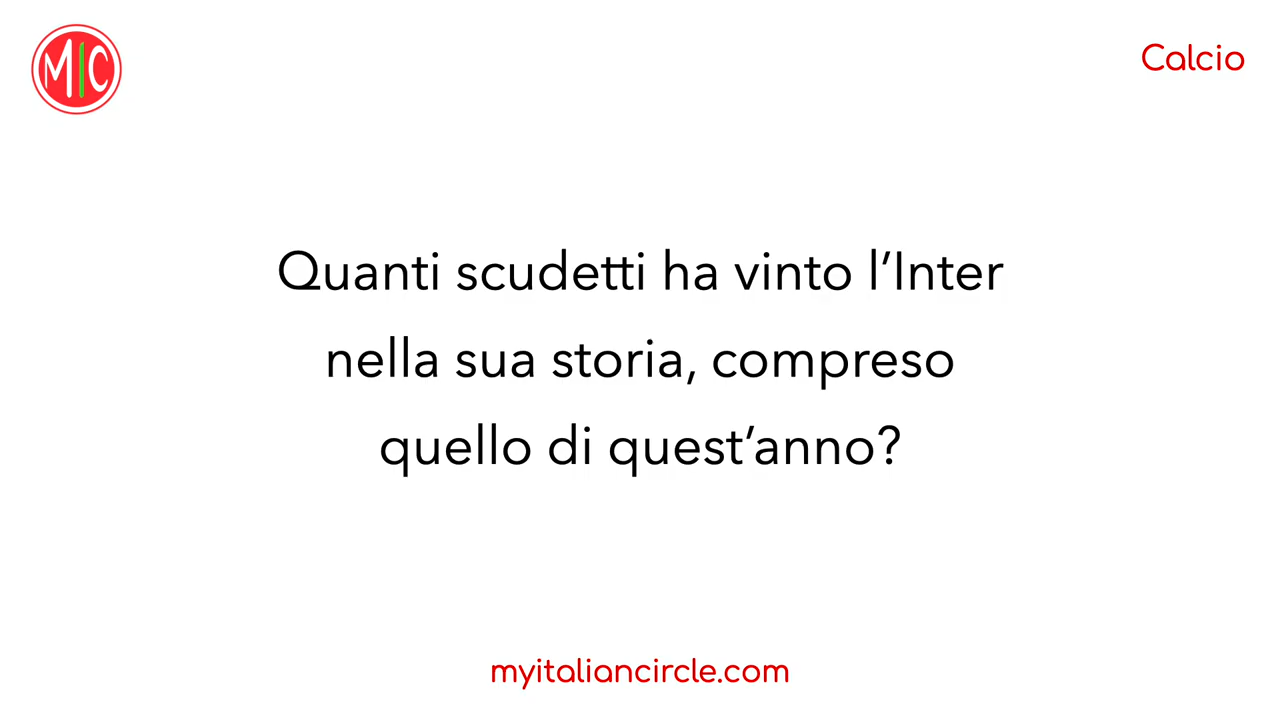 MIC
Calcio
Quanti scudetti ha vinto l’Inter
nella sua storia, compreso
quello di quest’anno?
myitaliancircle.com